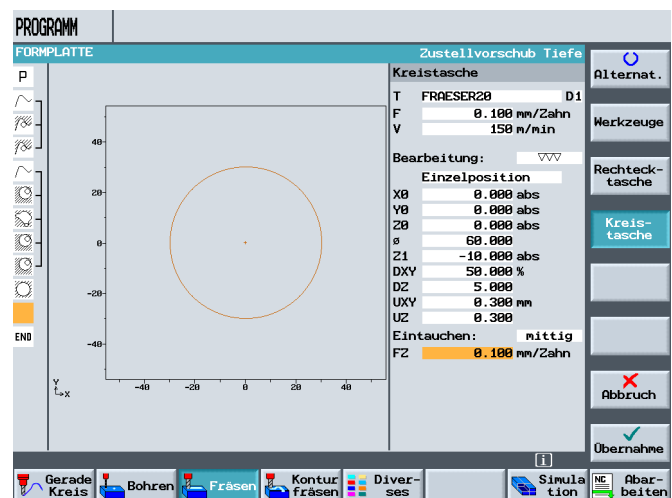 PROGRAMM
FORMPLATTE
Zustellvorschub Tiefe
P
END
40
20
0
-20
-40
-40
-20
0
20
40
Y
X
Kreistasche
T FRAESER20 D1
F 0.100 mm/Zahn
V 150 m/min
Bearbeitung: ▽▽▽
Einzelposition
X0 0.000 abs
Y0 0.000 abs
Z0 0.000 abs
ø 60.000
Z1 -10.000 abs
DXY 50.000 %
DZ 5.000
UXY 0.300 mm
UZ 0.300
Eintauchen: mittig
FZ 0.100 mm/Zahn
Alternat.
Werkzeuge
Rechteck-
tasche
Kreis-
tasche
Abbruch
Übernahme
i
Gerade
Kreis
Bohren
Fräsen
Kontur
fräsen
Diver-
ses
Simula
tion
NC
Abar-
beiten